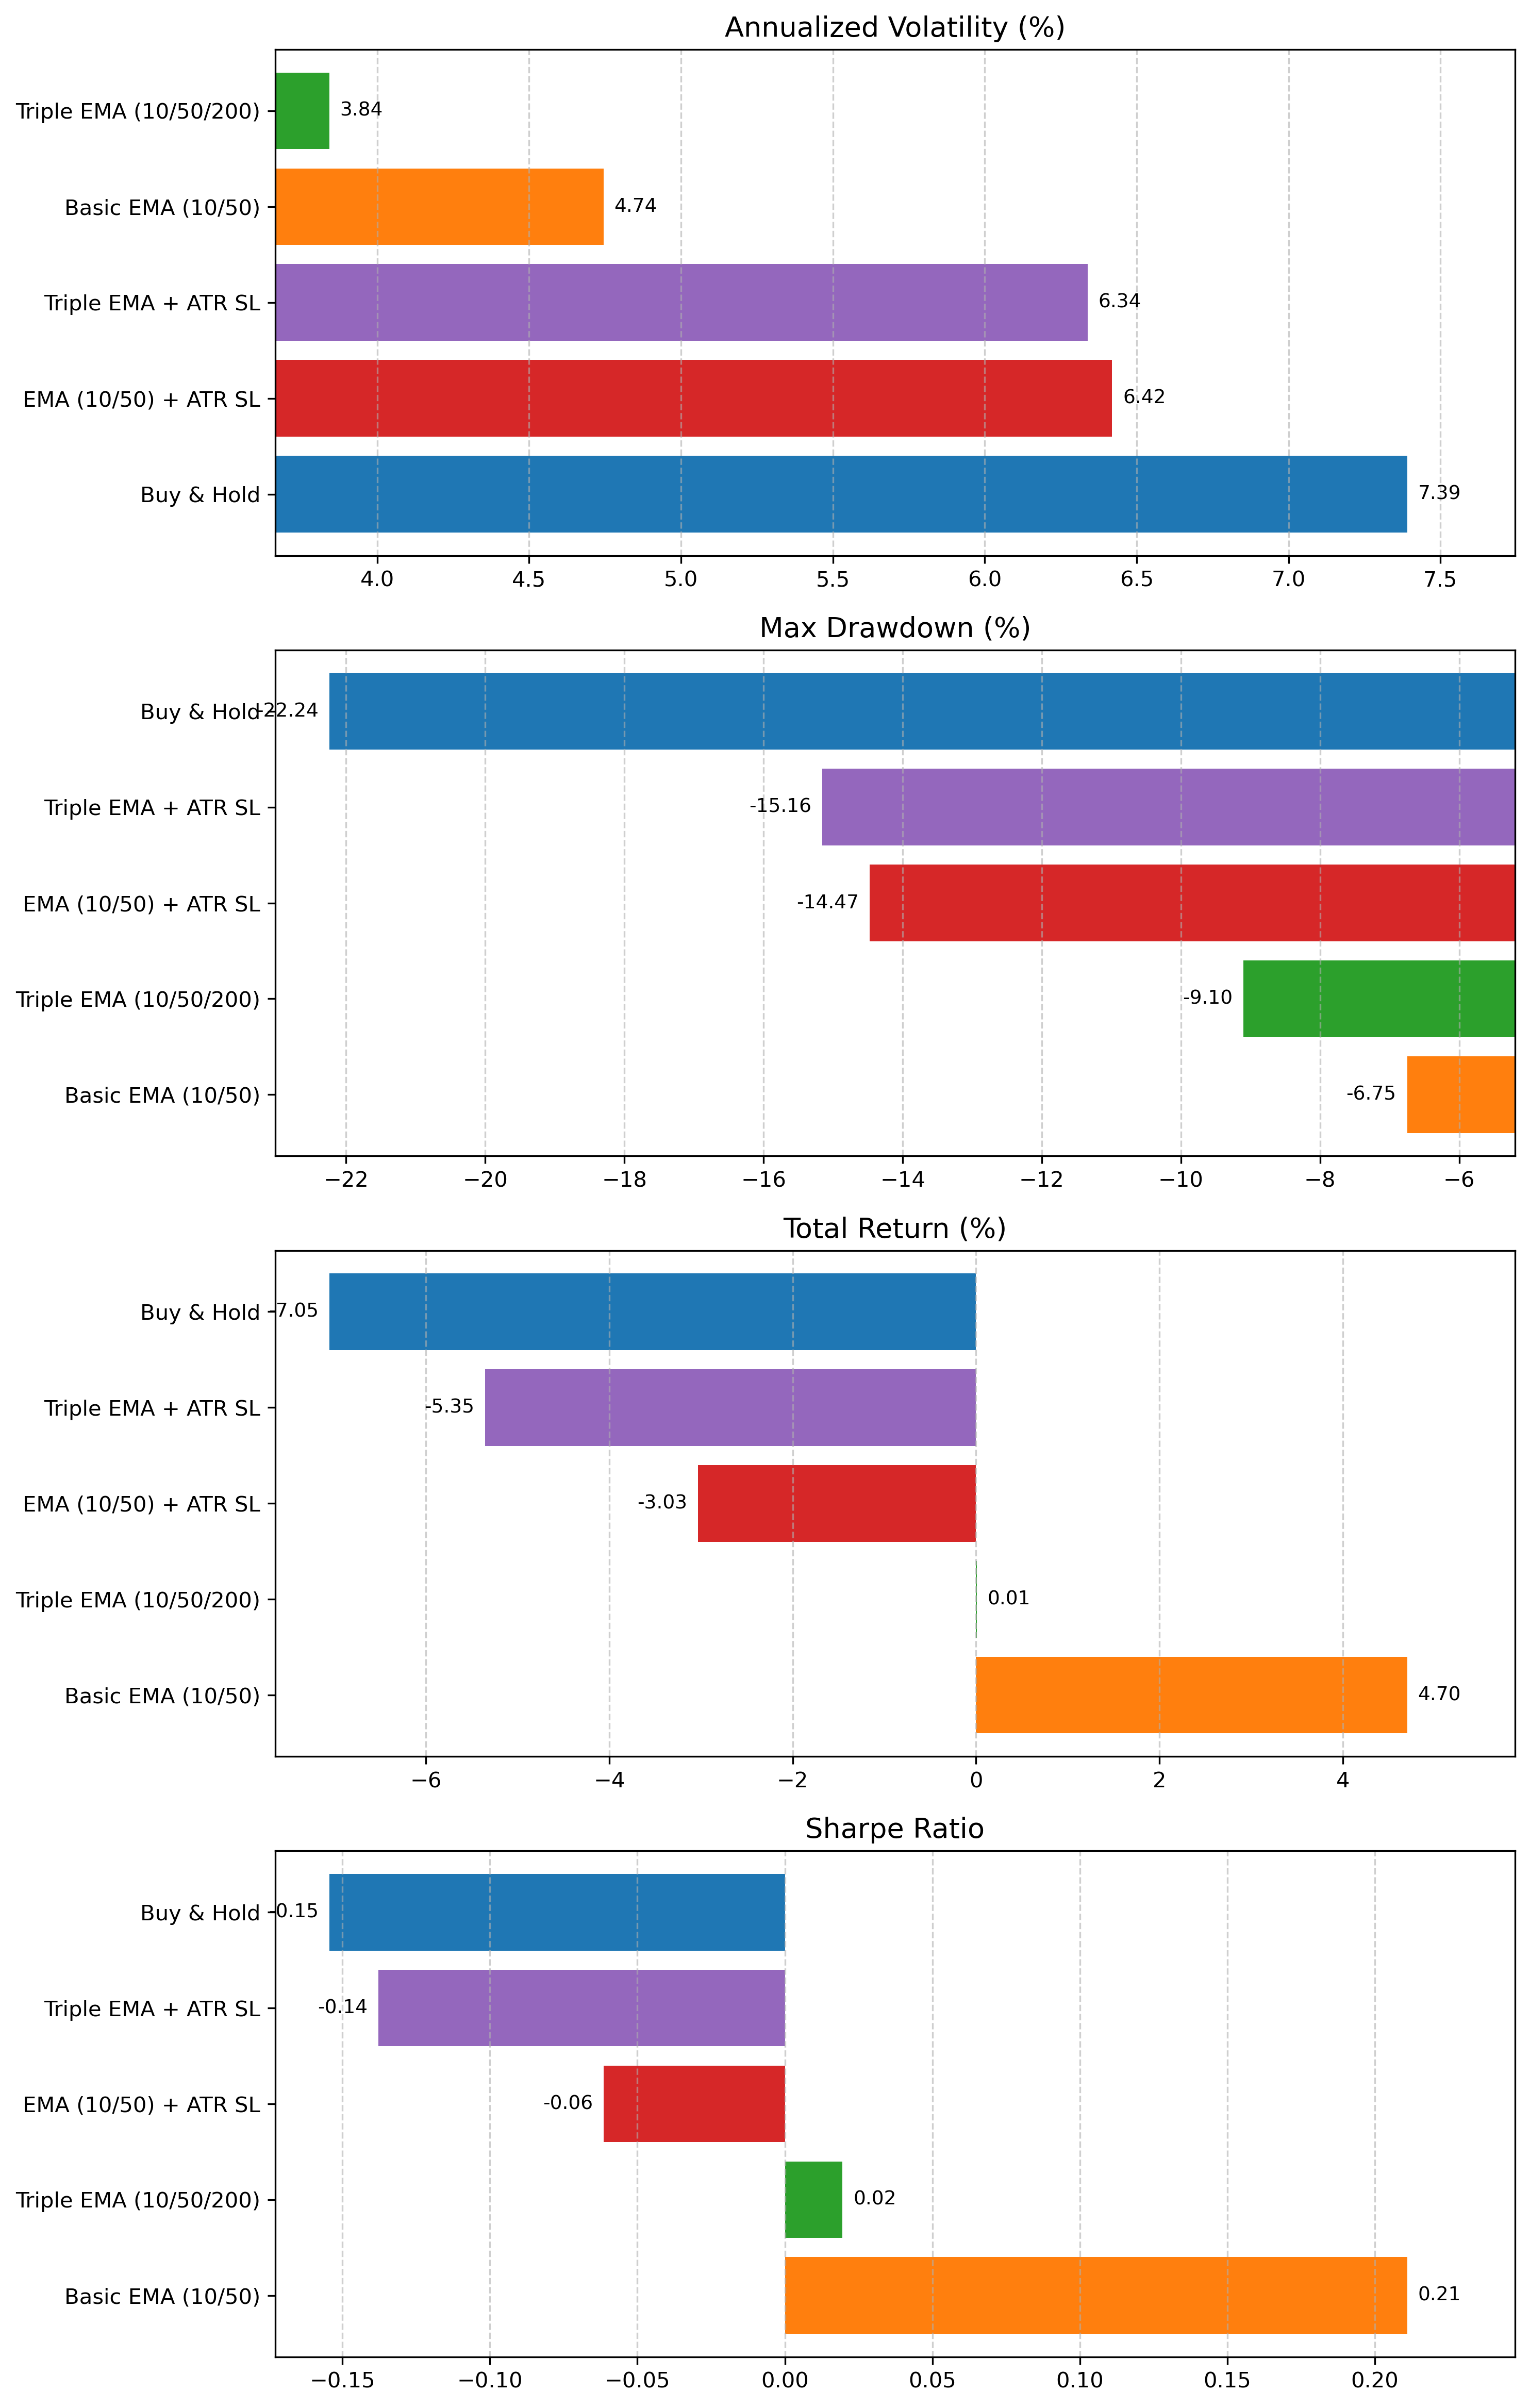 Annualized Volatility (%)
Triple EMA (10/50/200) 3.84
Basic EMA (10/50) 4.74
Triple EMA + ATR SL 6.34
EMA (10/50) + ATR SL 6.42
Buy & Hold 7.39
4.0 4.5 5.0 5.5 6.0 6.5 7.0 7.5
Max Drawdown (%)
Buy & Hold -22.24
Triple EMA + ATR SL -15.16
EMA (10/50) + ATR SL -14.47
Triple EMA (10/50/200) -9.10
Basic EMA (10/50) -6.75
−22 −20 −18 −16 −14 −12 −10 −8 −6
Total Return (%)
Buy & Hold -7.05
Triple EMA + ATR SL -5.35
EMA (10/50) + ATR SL -3.03
Triple EMA (10/50/200) 0.01
Basic EMA (10/50) 4.70
−6 −4 −2 0 2 4
Sharpe Ratio
Buy & Hold -0.15
Triple EMA + ATR SL -0.14
EMA (10/50) + ATR SL -0.06
Triple EMA (10/50/200) 0.02
Basic EMA (10/50) 0.21
−0.15 −0.10 −0.05 0.00 0.05 0.10 0.15 0.20